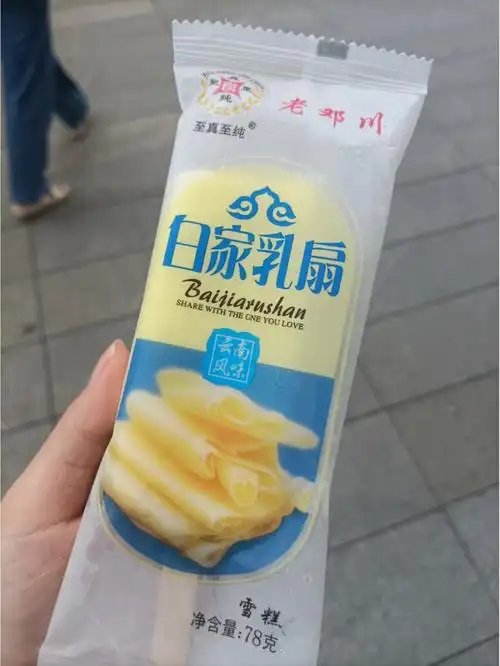 至真至纯®
老邓川
白家乳扇
Baijiarushan
SHARE WITH THE ONE YOU LOVE
云南
风味
雪糕
净含量:78克